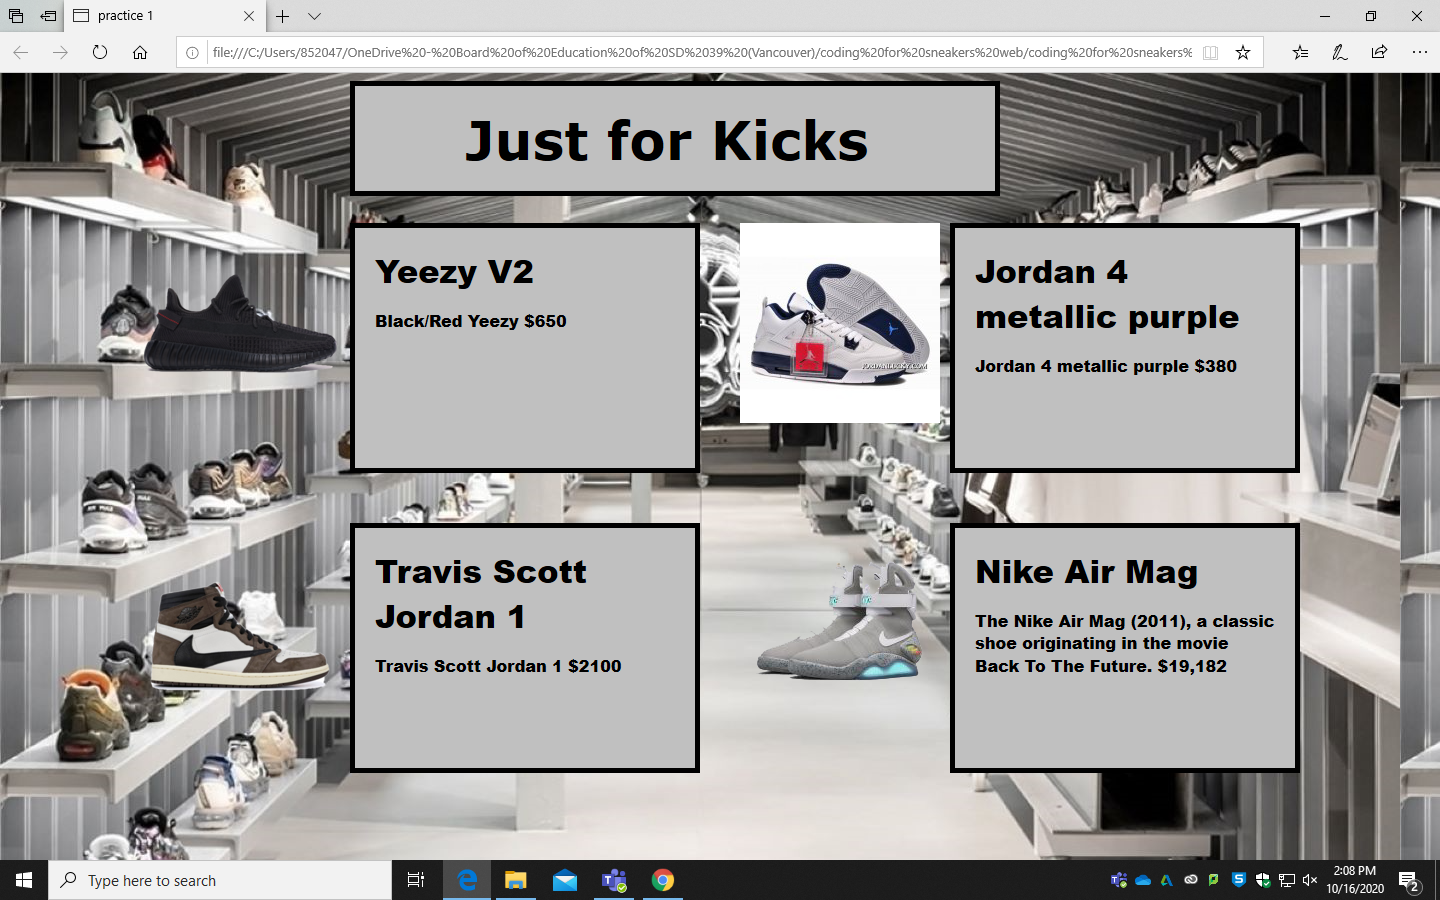 practice 1
file:///C:/Users/852047/OneDrive%20-%20Board%20of%20Education%20of%20SD%2039%20(Vancouver)/coding%20for%20sneakers%20web/coding%20for%20sneakers%
Just for Kicks
Yeezy V2
Black/Red Yeezy $650
JORDANLUCKY.COM
Jordan 4
metallic purple
Jordan 4 metallic purple $380
Travis Scott
Jordan 1
Travis Scott Jordan 1 $2100
Nike Air Mag
The Nike Air Mag (2011), a classic
shoe originating in the movie
Back To The Future. $19,182
Type here to search
2:08 PM
10/16/2020
2